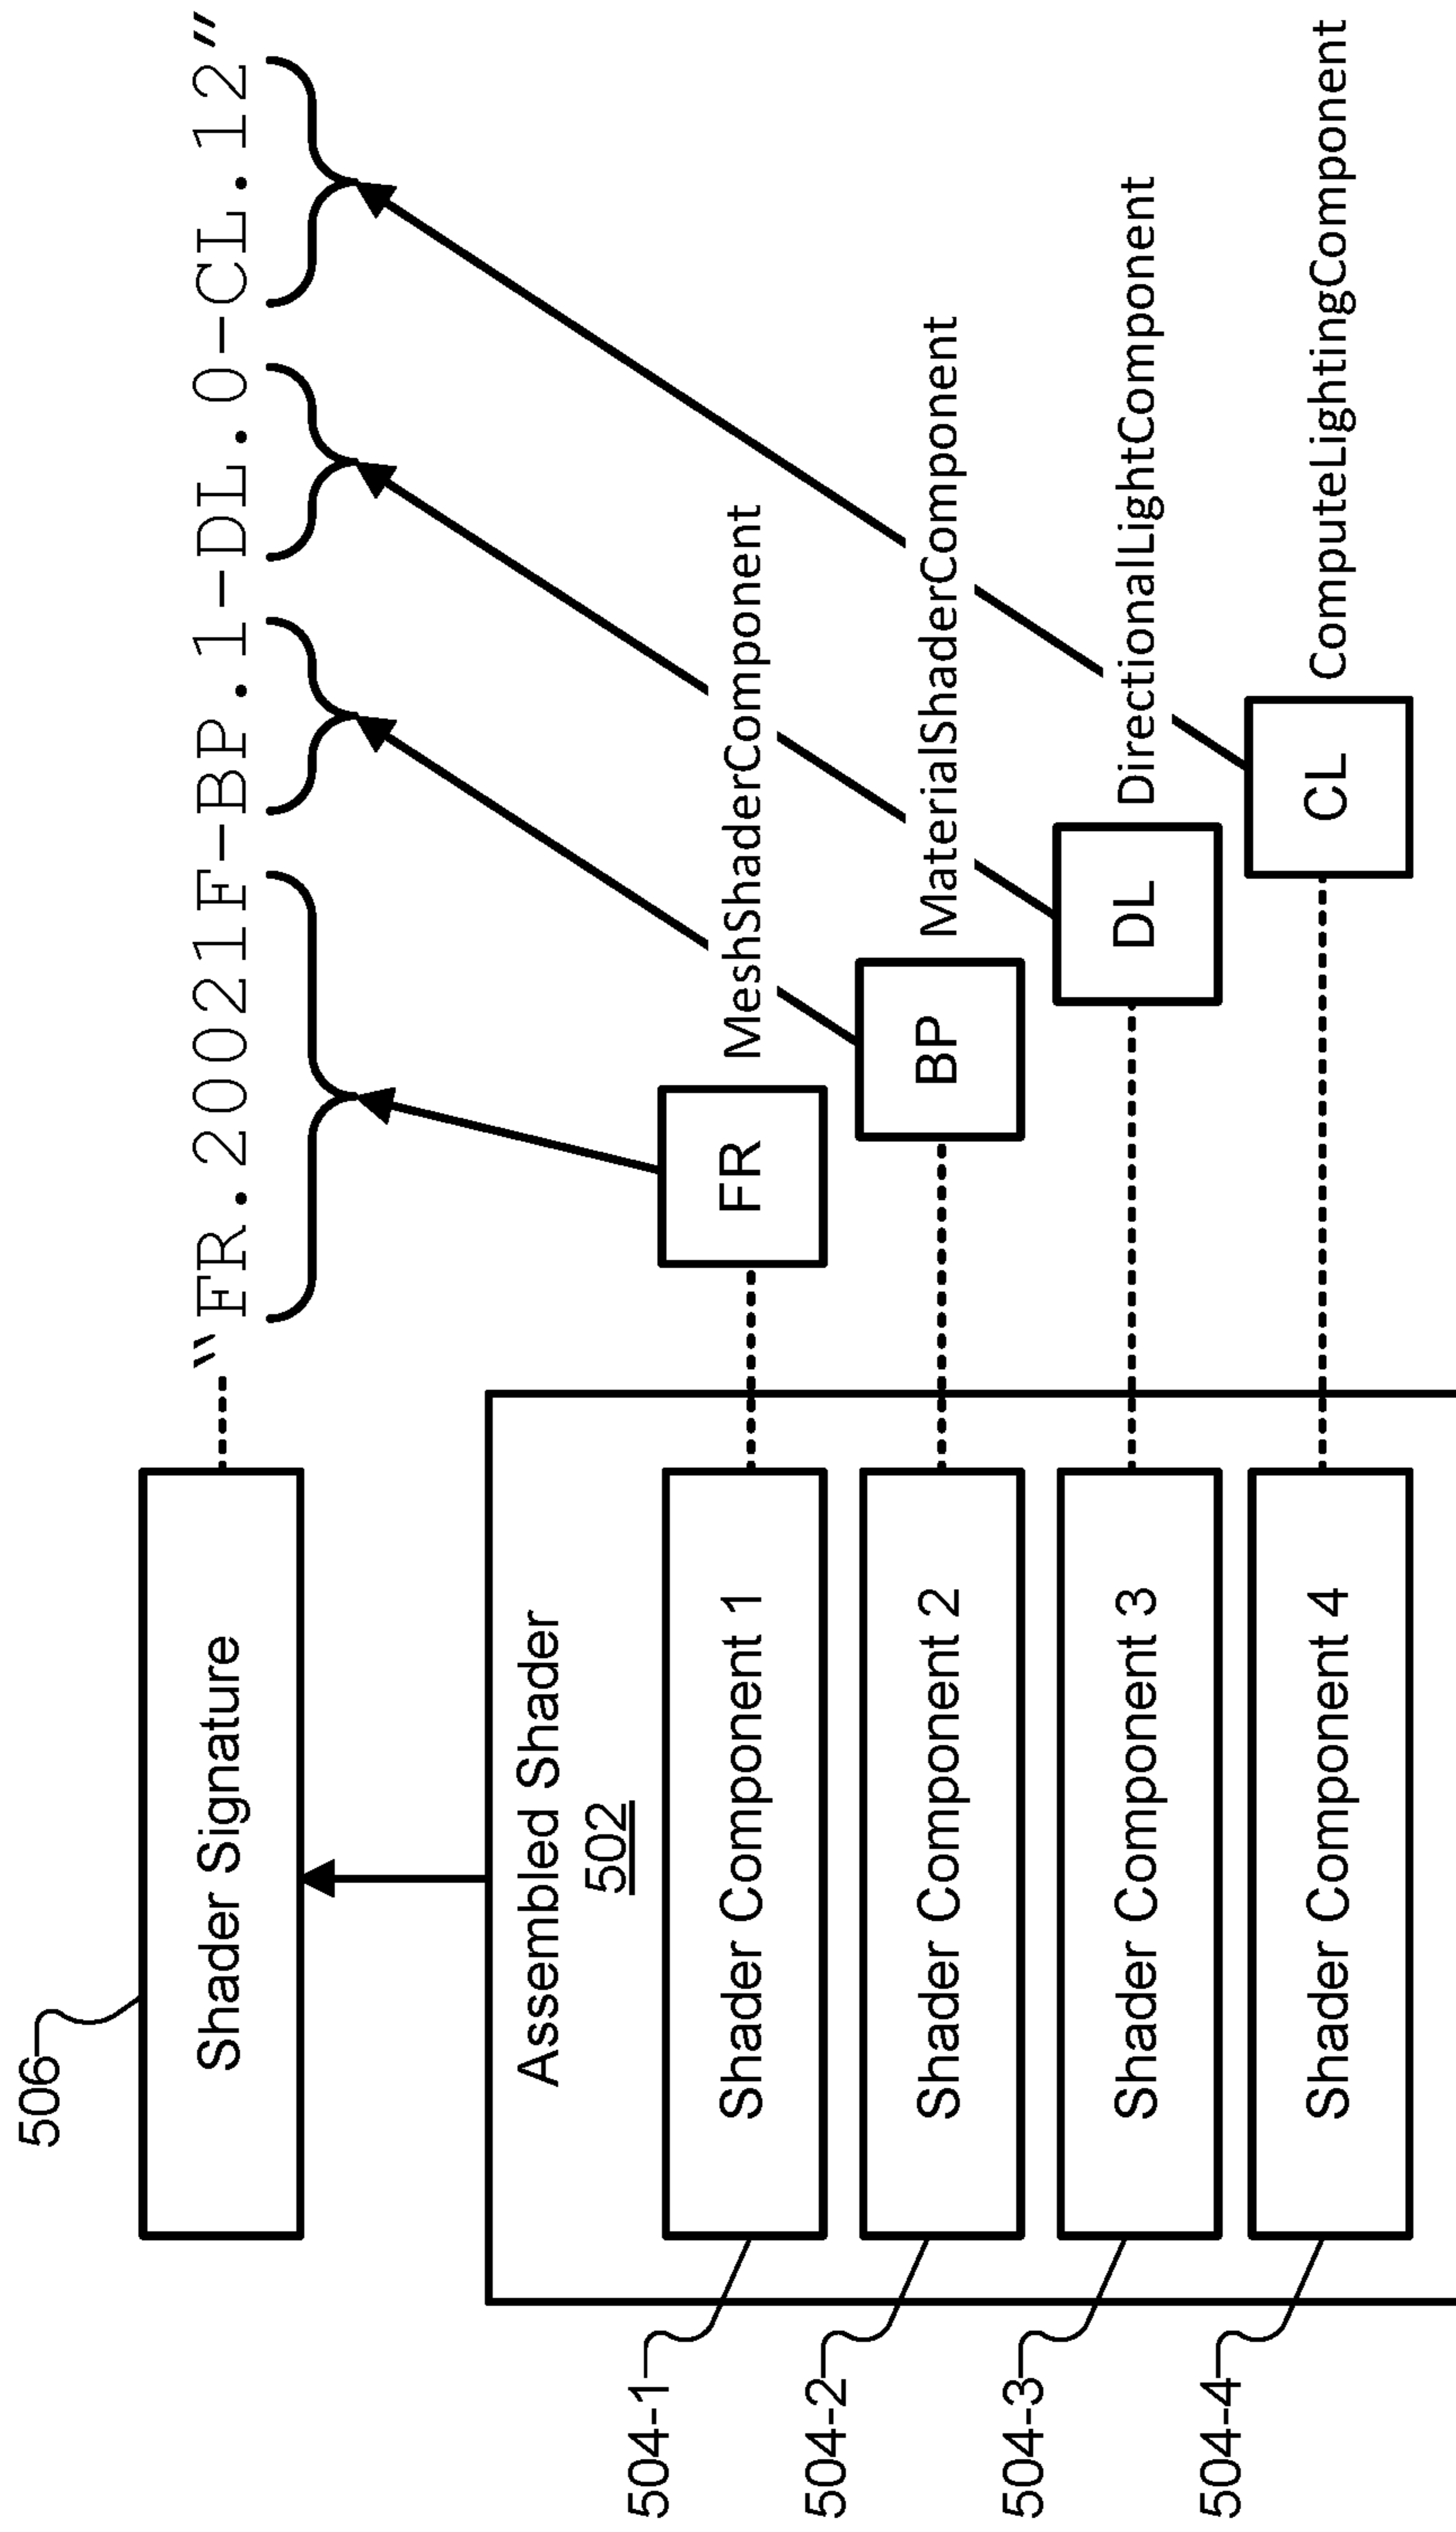 506
Shader Signature
“FR.20021F-BP.1-DL.0-CL.12”
Assembled Shader
502
504-1
Shader Component 1
FR
MeshShaderComponent
504-2
Shader Component 2
BP
MaterialShaderComponent
504-3
Shader Component 3
DL
DirectionalLightComponent
504-4
Shader Component 4
CL
ComputeLightingComponent